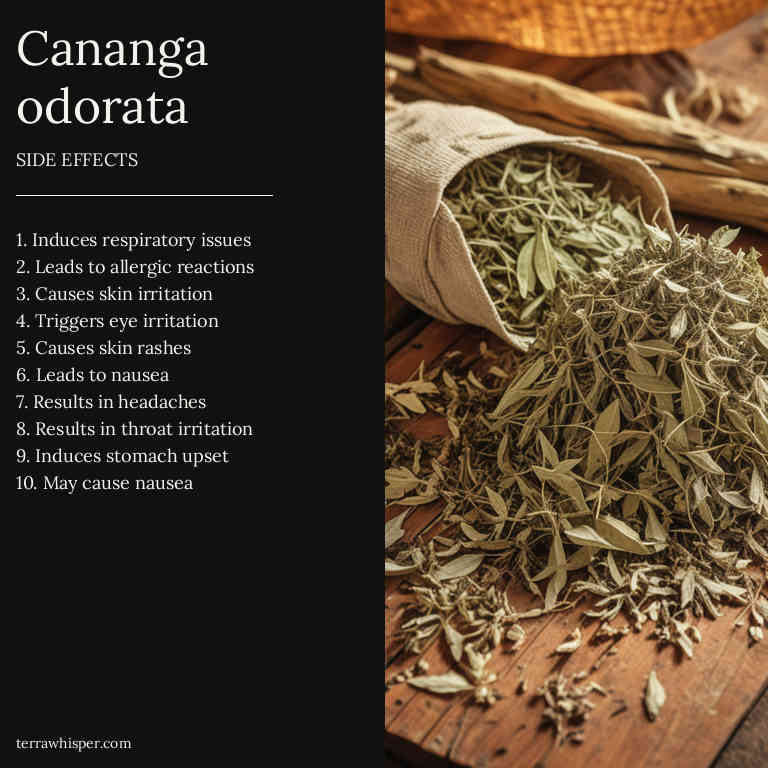 Cananga
odorata
SIDE EFFECTS
1. Induces respiratory issues
2. Leads to allergic reactions
3. Causes skin irritation
4. Triggers eye irritation
5. Causes skin rashes
6. Leads to nausea
7. Results in headaches
8. Results in throat irritation
9. Induces stomach upset
10. May cause nausea
terrawhisper.com